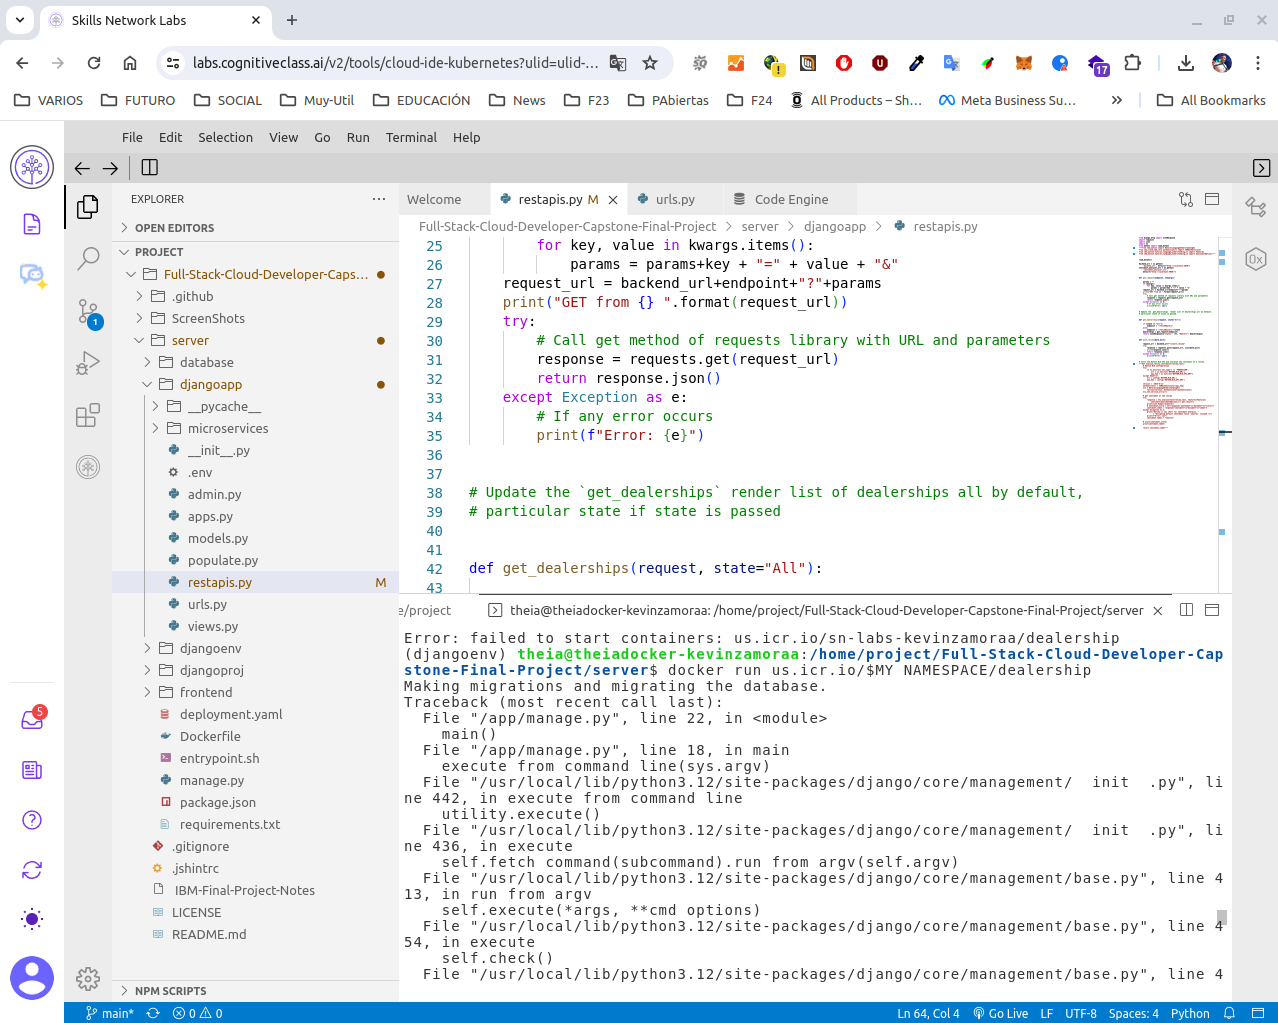 Skills Network Labs
labs.cognitiveclass.ai/v2/tools/cloud-ide-kubernetes?ulid=ulid-...
17
VARIOS
FUTURO
SOCIAL
Muy-Util
EDUCACIÓN
News
F23
PAbiertas
F24
All Products – Sh...
Meta Business Su...
All Bookmarks
File Edit Selection View Go Run Terminal Help
EXPLORER
OPEN EDITORS
PROJECT
Full-Stack-Cloud-Developer-Caps...
.github
ScreenShots
server
database
djangoapp
__pycache__
microservices
__init__.py
.env
admin.py
apps.py
models.py
populate.py
restapis.py M
urls.py
views.py
djangoenv
djangoproj
frontend
deployment.yaml
Dockerfile
entrypoint.sh
manage.py
package.json
requirements.txt
.gitignore
.jshintrc
IBM-Final-Project-Notes
LICENSE
README.md
NPM SCRIPTS
1
5
Welcome
restapis.py M
urls.py
Code Engine
Full-Stack-Cloud-Developer-Capstone-Final-Project > server > djangoapp > restapis.py
25 for key, value in kwargs.items():
26 params = params+key + "=" + value + "&"
27 request_url = backend_url+endpoint+"?"+params
28 print("GET from {} ".format(request_url))
29 try:
30 # Call get method of requests library with URL and parameters
31 response = requests.get(request_url)
32 return response.json()
33 except Exception as e:
34 # If any error occurs
35 print(f"Error: {e}")
36
37
38 # Update the `get_dealerships` render list of dealerships all by default,
39 # particular state if state is passed
40
41
42 def get_dealerships(request, state="All"):
43
e/project
theia@theiadocker-kevinzamoraa: /home/project/Full-Stack-Cloud-Developer-Capstone-Final-Project/server
Error: failed to start containers: us.icr.io/sn-labs-kevinzamoraa/dealership
(djangoenv) theia@theiadocker-kevinzamoraa:/home/project/Full-Stack-Cloud-Developer-Cap
stone-Final-Project/server$ docker run us.icr.io/$MY NAMESPACE/dealership
Making migrations and migrating the database.
Traceback (most recent call last):
File "/app/manage.py", line 22, in <module>
main()
File "/app/manage.py", line 18, in main
execute from command line(sys.argv)
File "/usr/local/lib/python3.12/site-packages/django/core/management/  init  .py", li
ne 442, in execute from command line
utility.execute()
File "/usr/local/lib/python3.12/site-packages/django/core/management/  init  .py", li
ne 436, in execute
self.fetch command(subcommand).run from argv(self.argv)
File "/usr/local/lib/python3.12/site-packages/django/core/management/base.py", line 4
13, in run from argv
self.execute(*args, **cmd options)
File "/usr/local/lib/python3.12/site-packages/django/core/management/base.py", line 4
54, in execute
self.check()
File "/usr/local/lib/python3.12/site-packages/django/core/management/base.py", line 4
main* 0 0
Ln 64, Col 4 Go Live LF UTF-8 Spaces: 4 Python